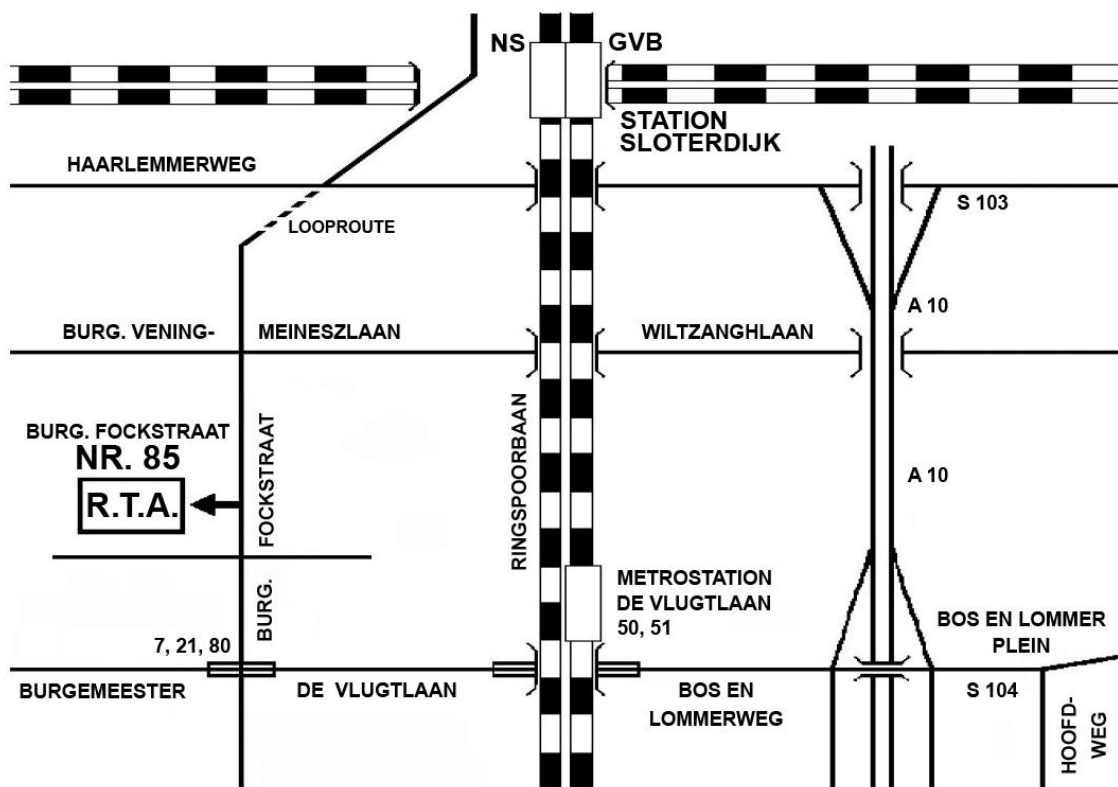 NS
GVB
STATION
SLOTERDIJK
HAARLEMMERWEG
S 103
LOOPROUTE
A 10
BURG. VENING-
MEINESZLAAN
WILTZANGHLAAN
BURG. FOCKSTRAAT
NR. 85
R.T.A.
FOCKSTRAAT
BURG.
RINGSPOORBAAN
A 10
METROSTATION
DE VLUGTLAAN
50, 51
7, 21, 80
BOS EN LOMMER
PLEIN
BURGEMEESTER
DE VLUGTLAAN
BOS EN
LOMMERWEG
S 104
HOOFD-
WEG